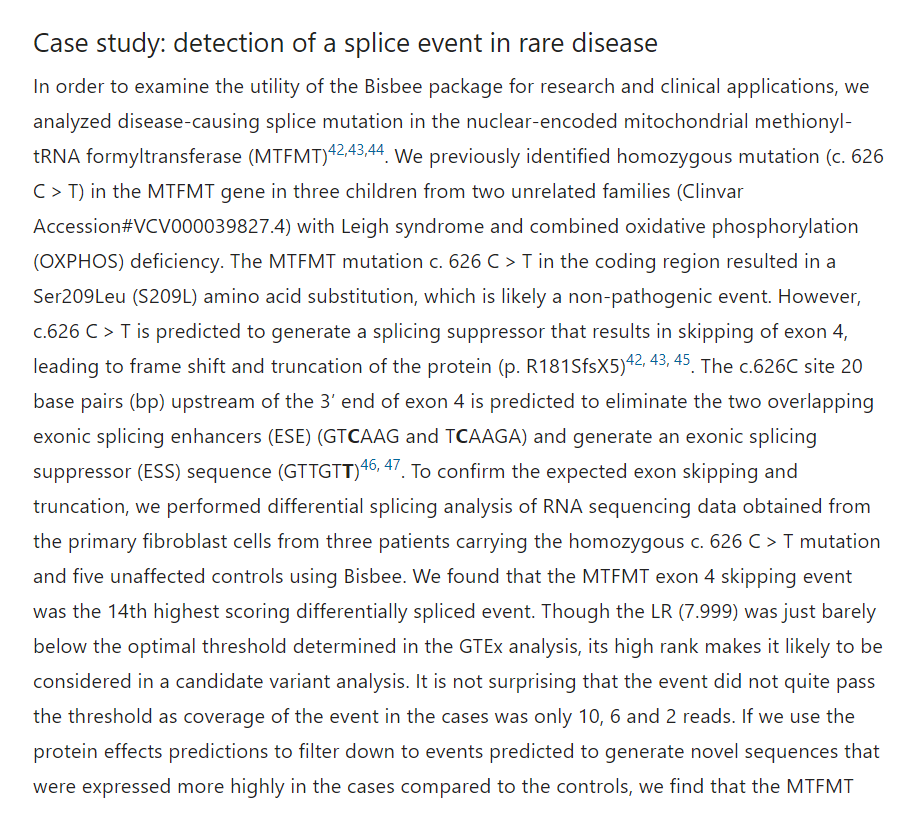 Case study: detection of a splice event in rare disease
In order to examine the utility of the Bisbee package for research and clinical applications, we
analyzed disease-causing splice mutation in the nuclear-encoded mitochondrial methionyl-
tRNA formyltransferase (MTFMT)42,43,44. We previously identified homozygous mutation (c. 626
C > T) in the MTFMT gene in three children from two unrelated families (Clinvar
Accession#VCV000039827.4) with Leigh syndrome and combined oxidative phosphorylation
(OXPHOS) deficiency. The MTFMT mutation c. 626 C > T in the coding region resulted in a
Ser209Leu (S209L) amino acid substitution, which is likely a non-pathogenic event. However,
c.626 C > T is predicted to generate a splicing suppressor that results in skipping of exon 4,
leading to frame shift and truncation of the protein (p. R181SfsX5)42, 43, 45. The c.626C site 20
base pairs (bp) upstream of the 3′ end of exon 4 is predicted to eliminate the two overlapping
exonic splicing enhancers (ESE) (GTCAAG and TCAAGA) and generate an exonic splicing
suppressor (ESS) sequence (GTTGTT)46, 47. To confirm the expected exon skipping and
truncation, we performed differential splicing analysis of RNA sequencing data obtained from
the primary fibroblast cells from three patients carrying the homozygous c. 626 C > T mutation
and five unaffected controls using Bisbee. We found that the MTFMT exon 4 skipping event
was the 14th highest scoring differentially spliced event. Though the LR (7.999) was just barely
below the optimal threshold determined in the GTEx analysis, its high rank makes it likely to be
considered in a candidate variant analysis. It is not surprising that the event did not quite pass
the threshold as coverage of the event in the cases was only 10, 6 and 2 reads. If we use the
protein effects predictions to filter down to events predicted to generate novel sequences that
were expressed more highly in the cases compared to the controls, we find that the MTFMT